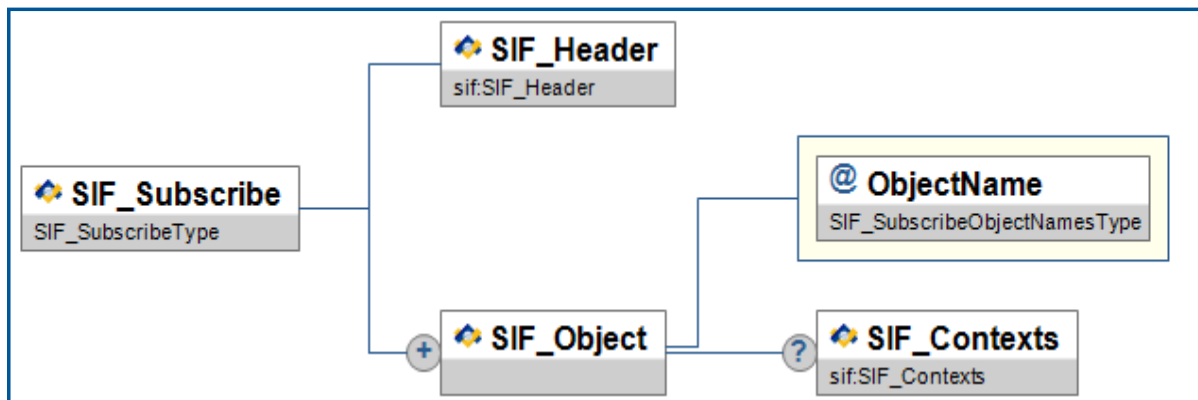 SIF_Header
sif:SIF_Header
SIF_Subscribe
SIF_SubscribeType
@ ObjectName
SIF_SubscribeObjectNamesType
+
SIF_Object
?
SIF_Contexts
sif:SIF_Contexts